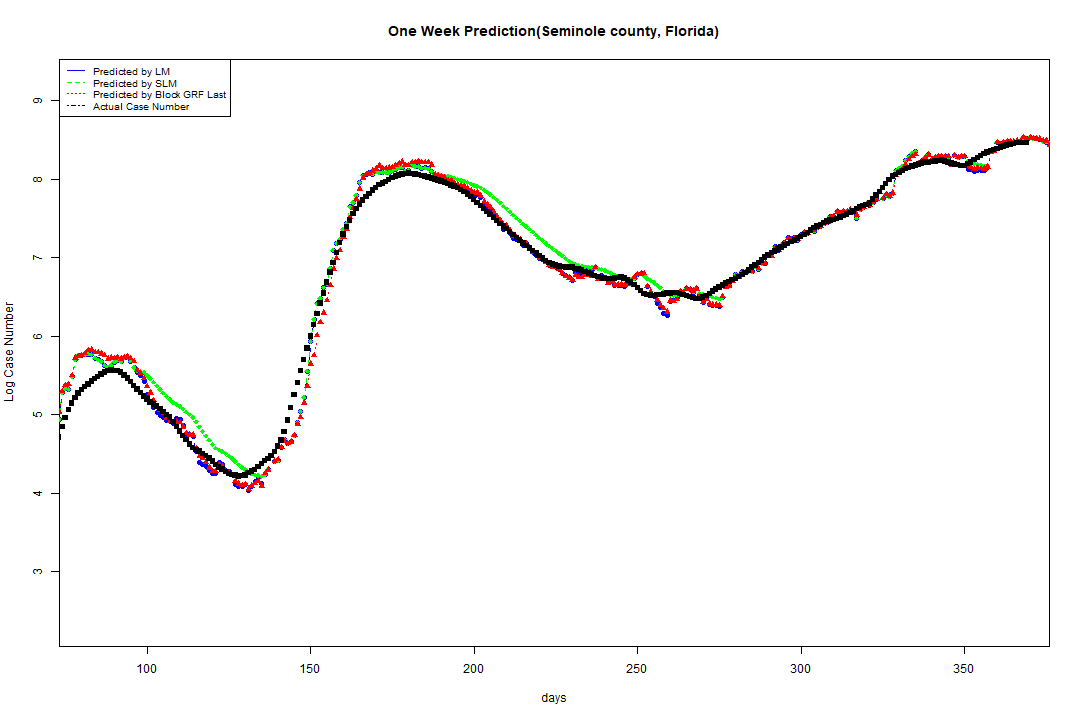 One Week Prediction(Seminole county, Florida)
Predicted by LM
Predicted by SLM
Predicted by Block GRF Last
Actual Case Number
9
8
7
6
5
4
3
Log Case Number
100 150 200 250 300 350
days